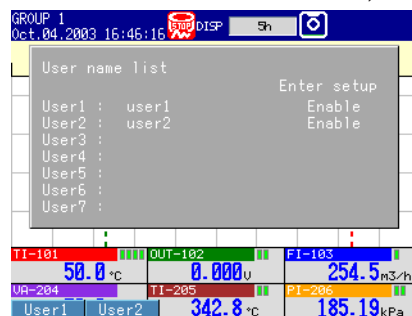 GROUP 1
Oct.04.2003 16:46:16 STOP DISP 5h
User name list
Enter setup
User1 : user1 Enable
User2 : user2 Enable
User3 :
User4 :
User5 :
User6 :
User7 :
TI-101 OUT-102 FI-103
50.0 °C 0.000 V 254.5 m3/h
UA-204 TI-205 PI-206
User1 User2 342.8 °C 185.19 kPa